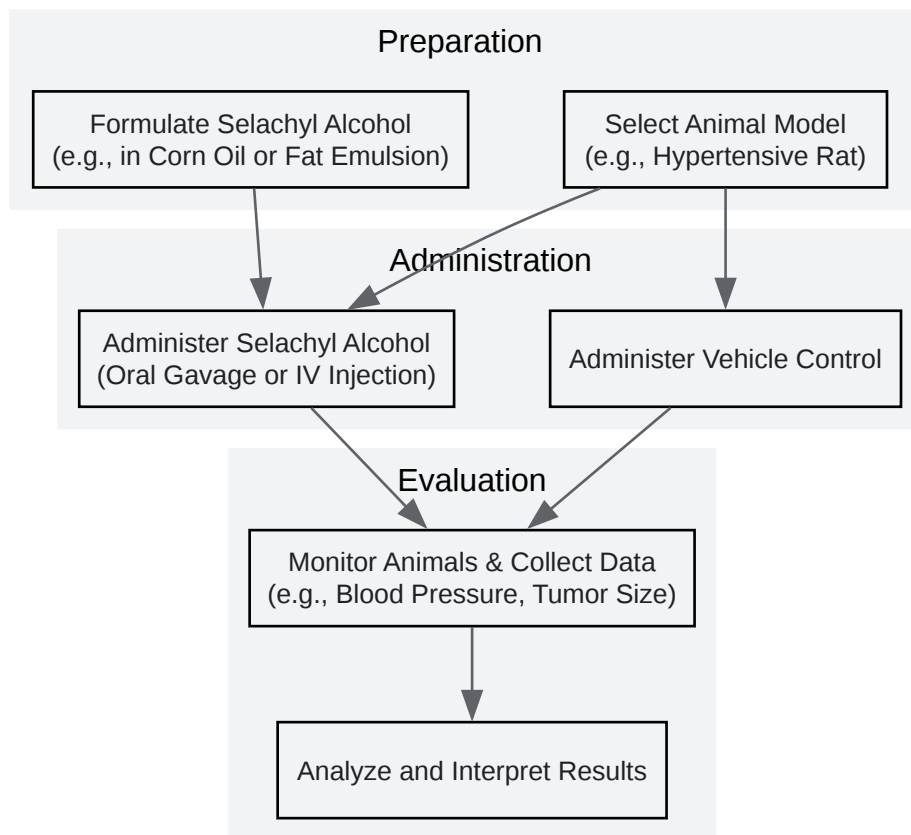 Preparation
Formulate Selachyl Alcohol
(e.g., in Corn Oil or Fat Emulsion)
Select Animal Model
(e.g., Hypertensive Rat)
Administration
Administer Selachyl Alcohol
(Oral Gavage or IV Injection)
Administer Vehicle Control
Evaluation
Monitor Animals & Collect Data
(e.g., Blood Pressure, Tumor Size)
Analyze and Interpret Results